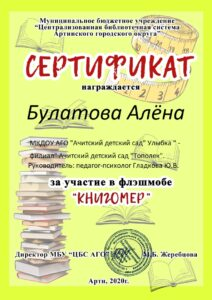 Муниципальное бюджетное учреждение
"Централизованная библиотечная система
Артинского городского округа"
СЕРТИФИКАТ
награждается
Булатова Алёна
МКДОУ АГО "Ачитский детский сад" Улыбка" -
филиал Ачитский детский сад "Тополек".
Руководитель: педагог-психолог Гладкова Ю.В.
за участие в флэшмобе
"КНИГОМЕР"
Директор МБУ "ЦБС АГО"
М.Б. Жеребцова
Арти, 2020г.